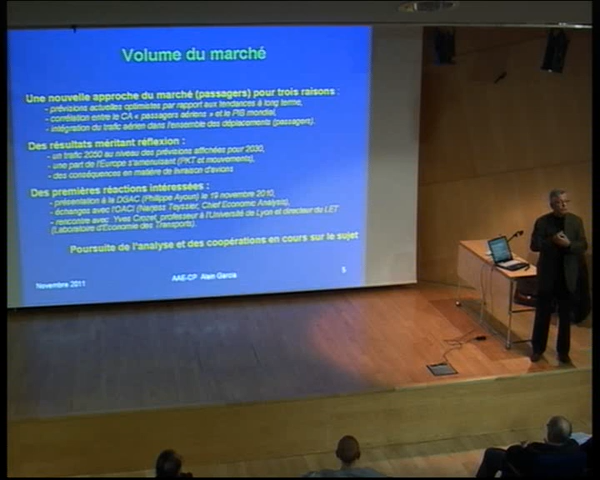 Volume du marché
Une nouvelle approche du marché (passagers) pour trois raisons :
- prévisions actuelles optimistes par rapport aux tendances à long terme,
- corrélation entre le CA « passagers aériens » et le PIB mondial,
- intégration du trafic aérien dans l'ensemble des déplacements (passagers).
Des résultats méritant réflexion :
- un trafic 2050 au niveau des prévisions affichées pour 2030,
- une part de l'Europe s'amenuisant (PKT et mouvements),
- des conséquences en matière de livraison d'avions
Des premières réactions intéressées :
- présentation à la DGAC (Philippe Ayoun) le 19 novembre 2010,
- échanges avec l'OACI (Narjess Teyssier, Chief Economic Analysis),
- rencontre avec Yves Crozet, professeur à l'Université de Lyon et directeur du LET
(Laboratoire d'Economie des Transports).
Poursuite de l'analyse et des coopérations en cours sur le sujet
Novembre 2011
AAE-CP Alain Garcia
5